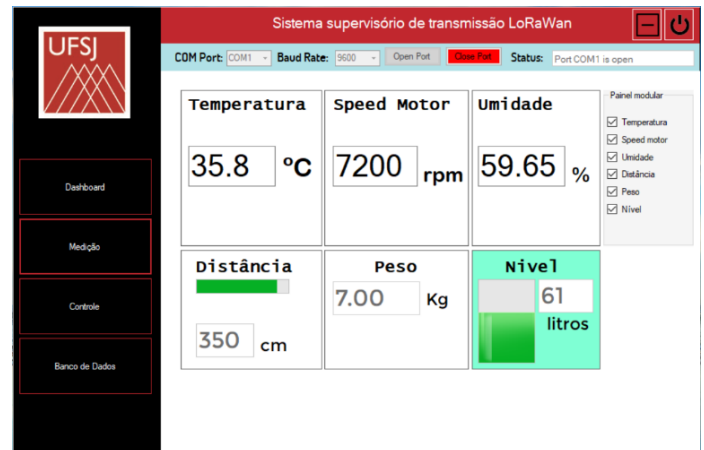 UFSJ
Sistema supervisório de transmissão LoRaWan
COM Port: COM1 Baud Rate: 9600 Open Port Close Port Status: Port COM1 is open
Dashboard
Medição
Controle
Banco de Dados
Temperatura
35.8 ºC
Speed Motor
7200 rpm
Umidade
59.65 %
Painel modular
Temperatura
Speed motor
Umidade
Distância
Peso
Nível
Distância
350 cm
Peso
7.00 Kg
Nivel
61
litros